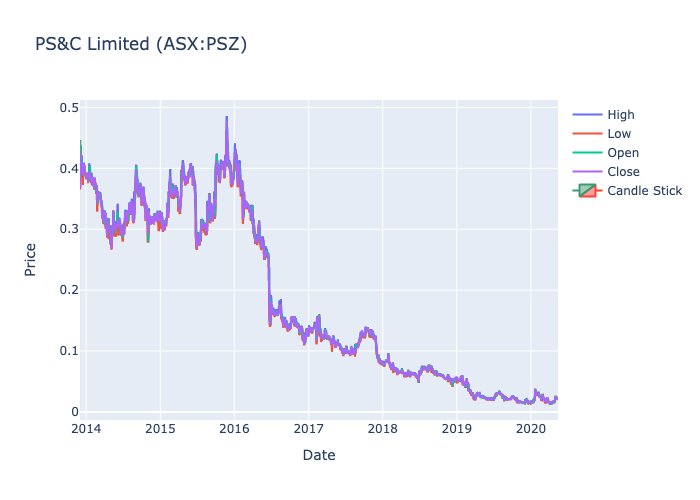 PS&C Limited (ASX:PSZ)
0.5
0.4
0.3
0.2
0.1
0
Price
2014 2015 2016 2017 2018 2019 2020
Date
High
Low
Open
Close
Candle Stick